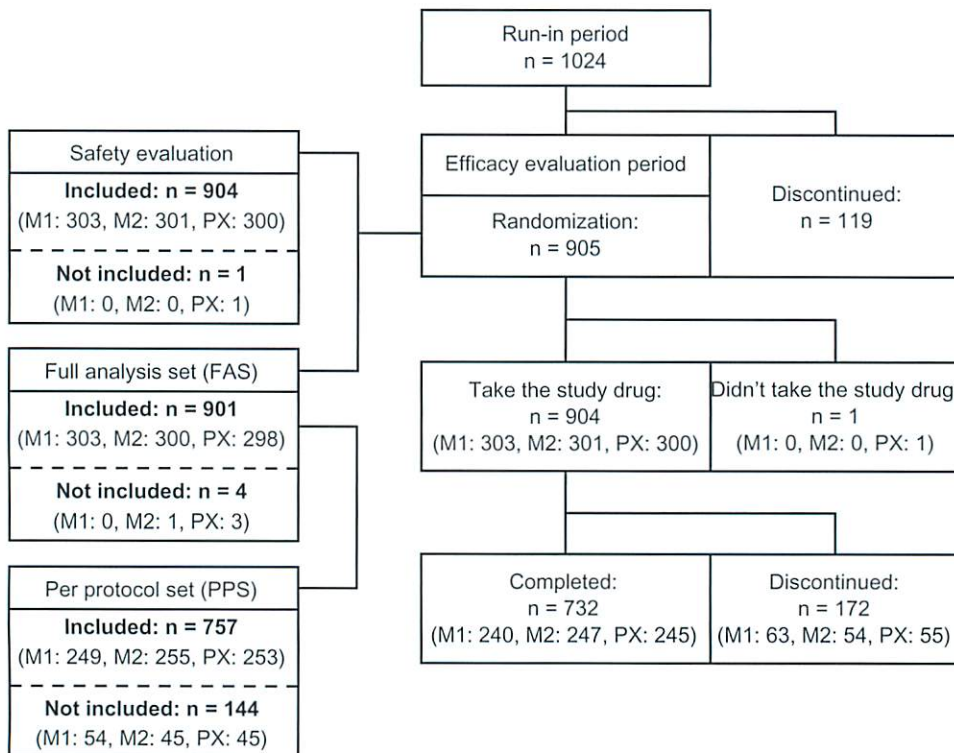 Run-in period
n = 1024
Efficacy evaluation period
Randomization:
n = 905
Discontinued:
n = 119
Take the study drug:
n = 904
(M1: 303, M2: 301, PX: 300)
Didn't take the study drug
n = 1
(M1: 0, M2: 0, PX: 1)
Completed:
n = 732
(M1: 240, M2: 247, PX: 245)
Discontinued:
n = 172
(M1: 63, M2: 54, PX: 55)
Safety evaluation
Included: n = 904
(M1: 303, M2: 301, PX: 300)
Not included: n = 1
(M1: 0, M2: 0, PX: 1)
Full analysis set (FAS)
Included: n = 901
(M1: 303, M2: 300, PX: 298)
Not included: n = 4
(M1: 0, M2: 1, PX: 3)
Per protocol set (PPS)
Included: n = 757
(M1: 249, M2: 255, PX: 253)
Not included: n = 144
(M1: 54, M2: 45, PX: 45)